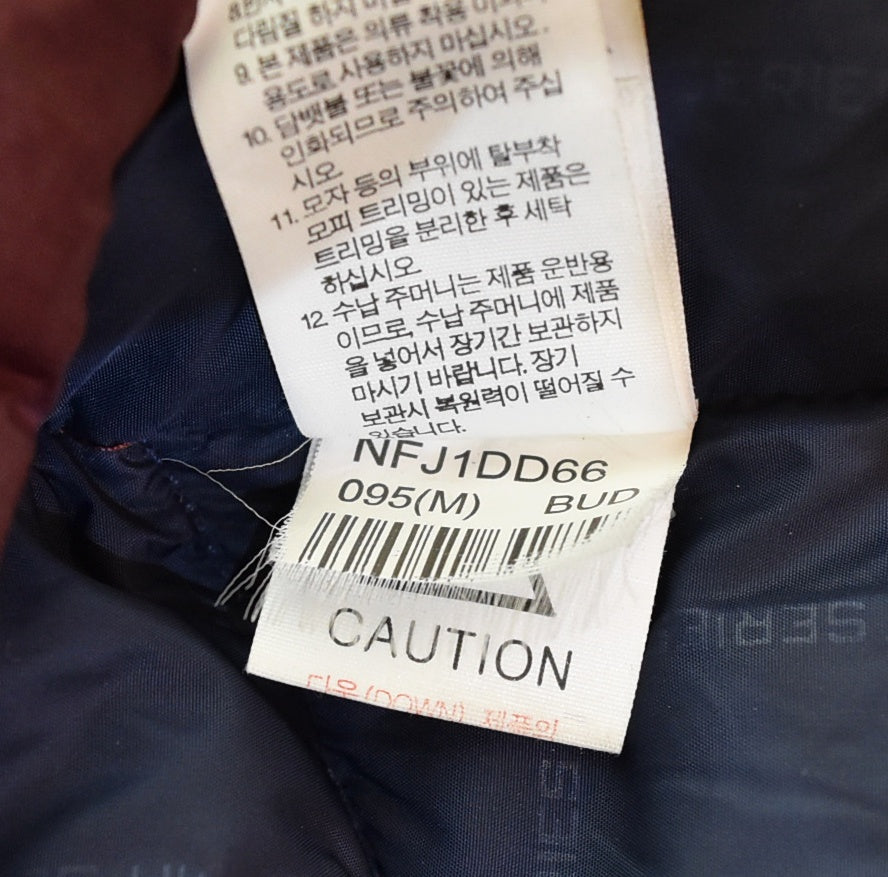 다림질 하지 마십시오.
9. 본 제품은 의류 착용 이외의
용도로 사용하지 마십시오.
10. 담뱃불 또는 불꽃에 의해
인화되므로 주의하여 주십
시오.
11. 모자 등의 부위에 탈부착
모피 트리밍이 있는 제품은
트리밍을 분리한 후 세탁
하십시오
12. 수납 주머니는 제품 운반용
이므로, 수납 주머니에 제품
을 넣어서 장기간 보관하지
마시기 바랍니다. 장기
보관시 복원력이 떨어질 수
있습니다.
NFJ1DD66
095(M) BUD
CAUTION
다운(DOWN) 제품의
SERIE
SERIE
IES